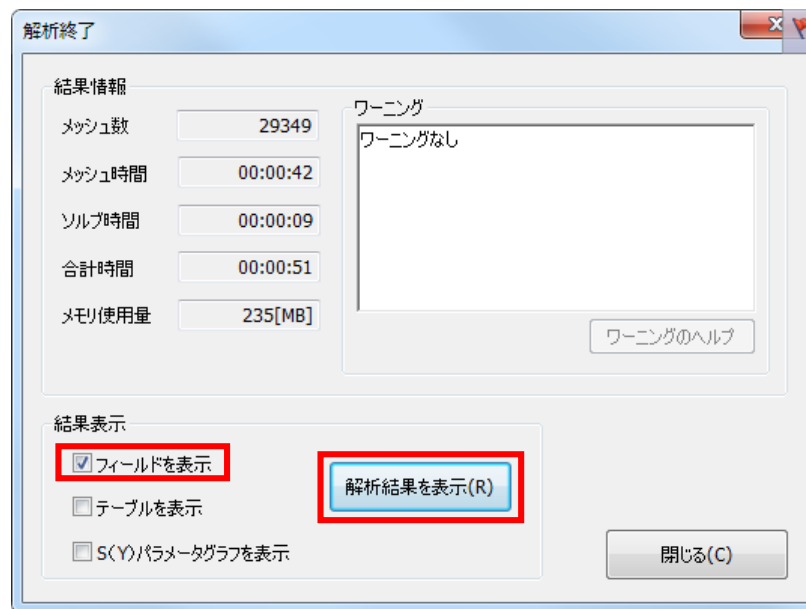 解析終了
結果情報
メッシュ数 29349
メッシュ時間 00:00:42
ソルブ時間 00:00:09
合計時間 00:00:51
メモリ使用量 235[MB]
ワーニング
ワーニングなし
ワーニングのヘルプ
結果表示
フィールドを表示
テーブルを表示
S(Y)パラメータグラフを表示
解析結果を表示(R)
閉じる(C)